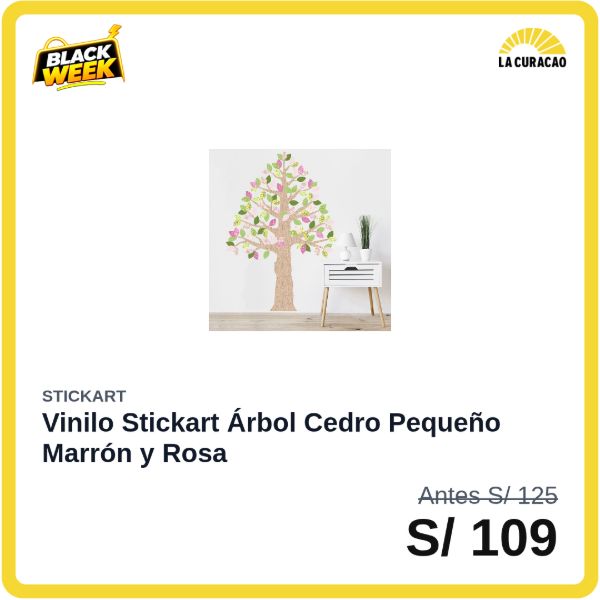 BLACK
WEEK
LA CURACAO
STICKART
Vinilo Stickart Árbol Cedro Pequeño
Marrón y Rosa
Antes S/ 125
S/ 109